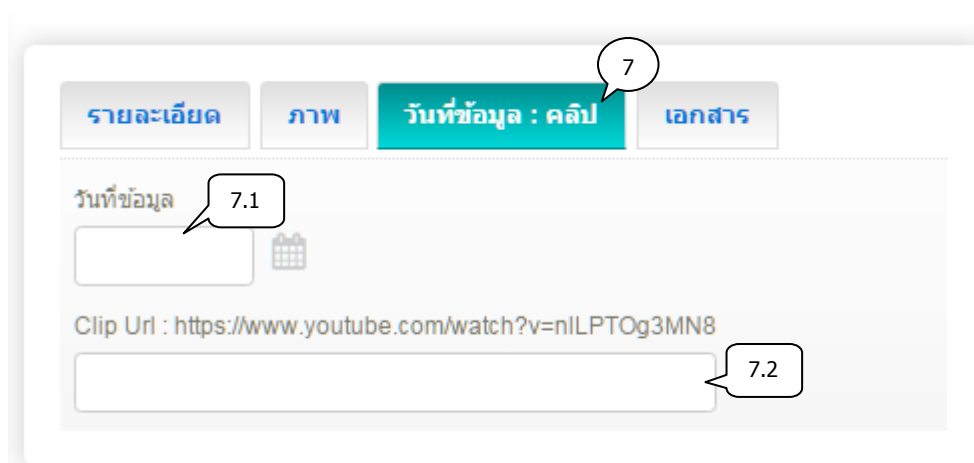 7
รายละเอียด ภาพ วันที่ข้อมูล : คลิป เอกสาร
วันที่ข้อมูล 7.1
Clip Url : https://www.youtube.com/watch?v=nlLPTOg3MN8
7.2